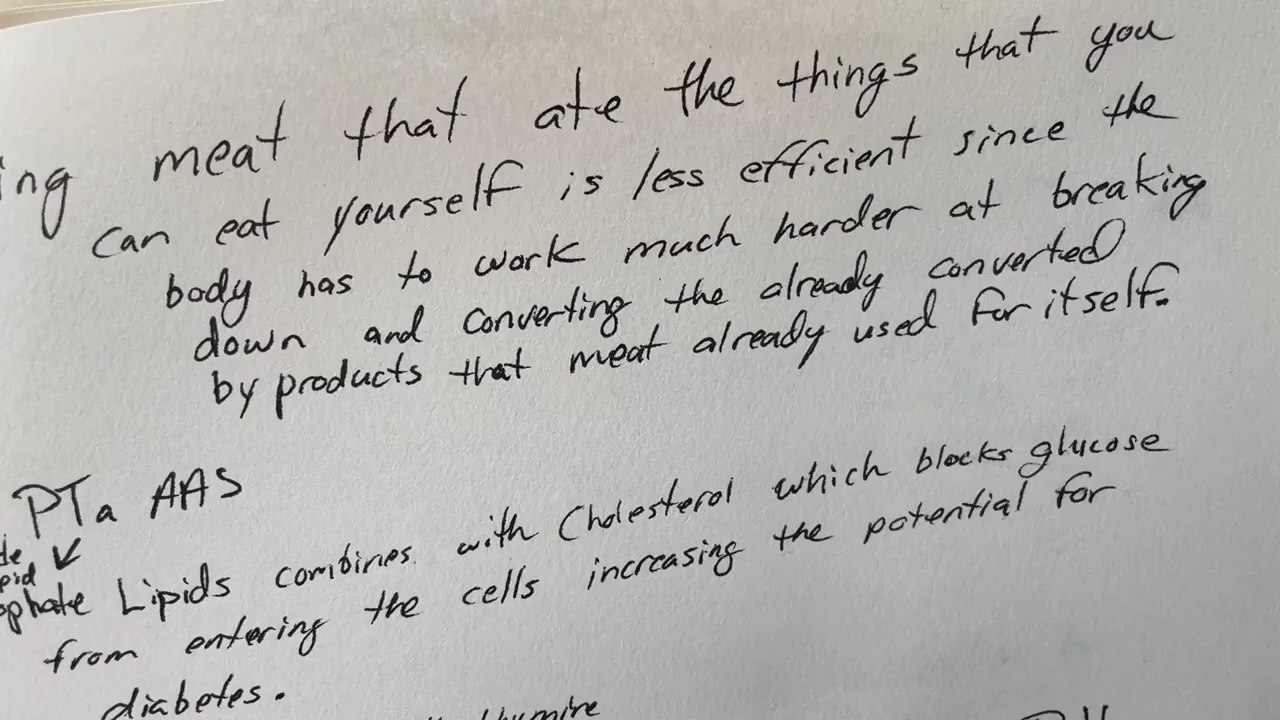 ing meat that ate the things that you
can eat yourself is less efficient since the
body has to work much harder at breaking
down and converting the already converted
by products that meat already used for itself.
PTa AAS
Lipids combines with Cholesterol which blocks glucose
from entering the cells increasing the potential for
diabetes.